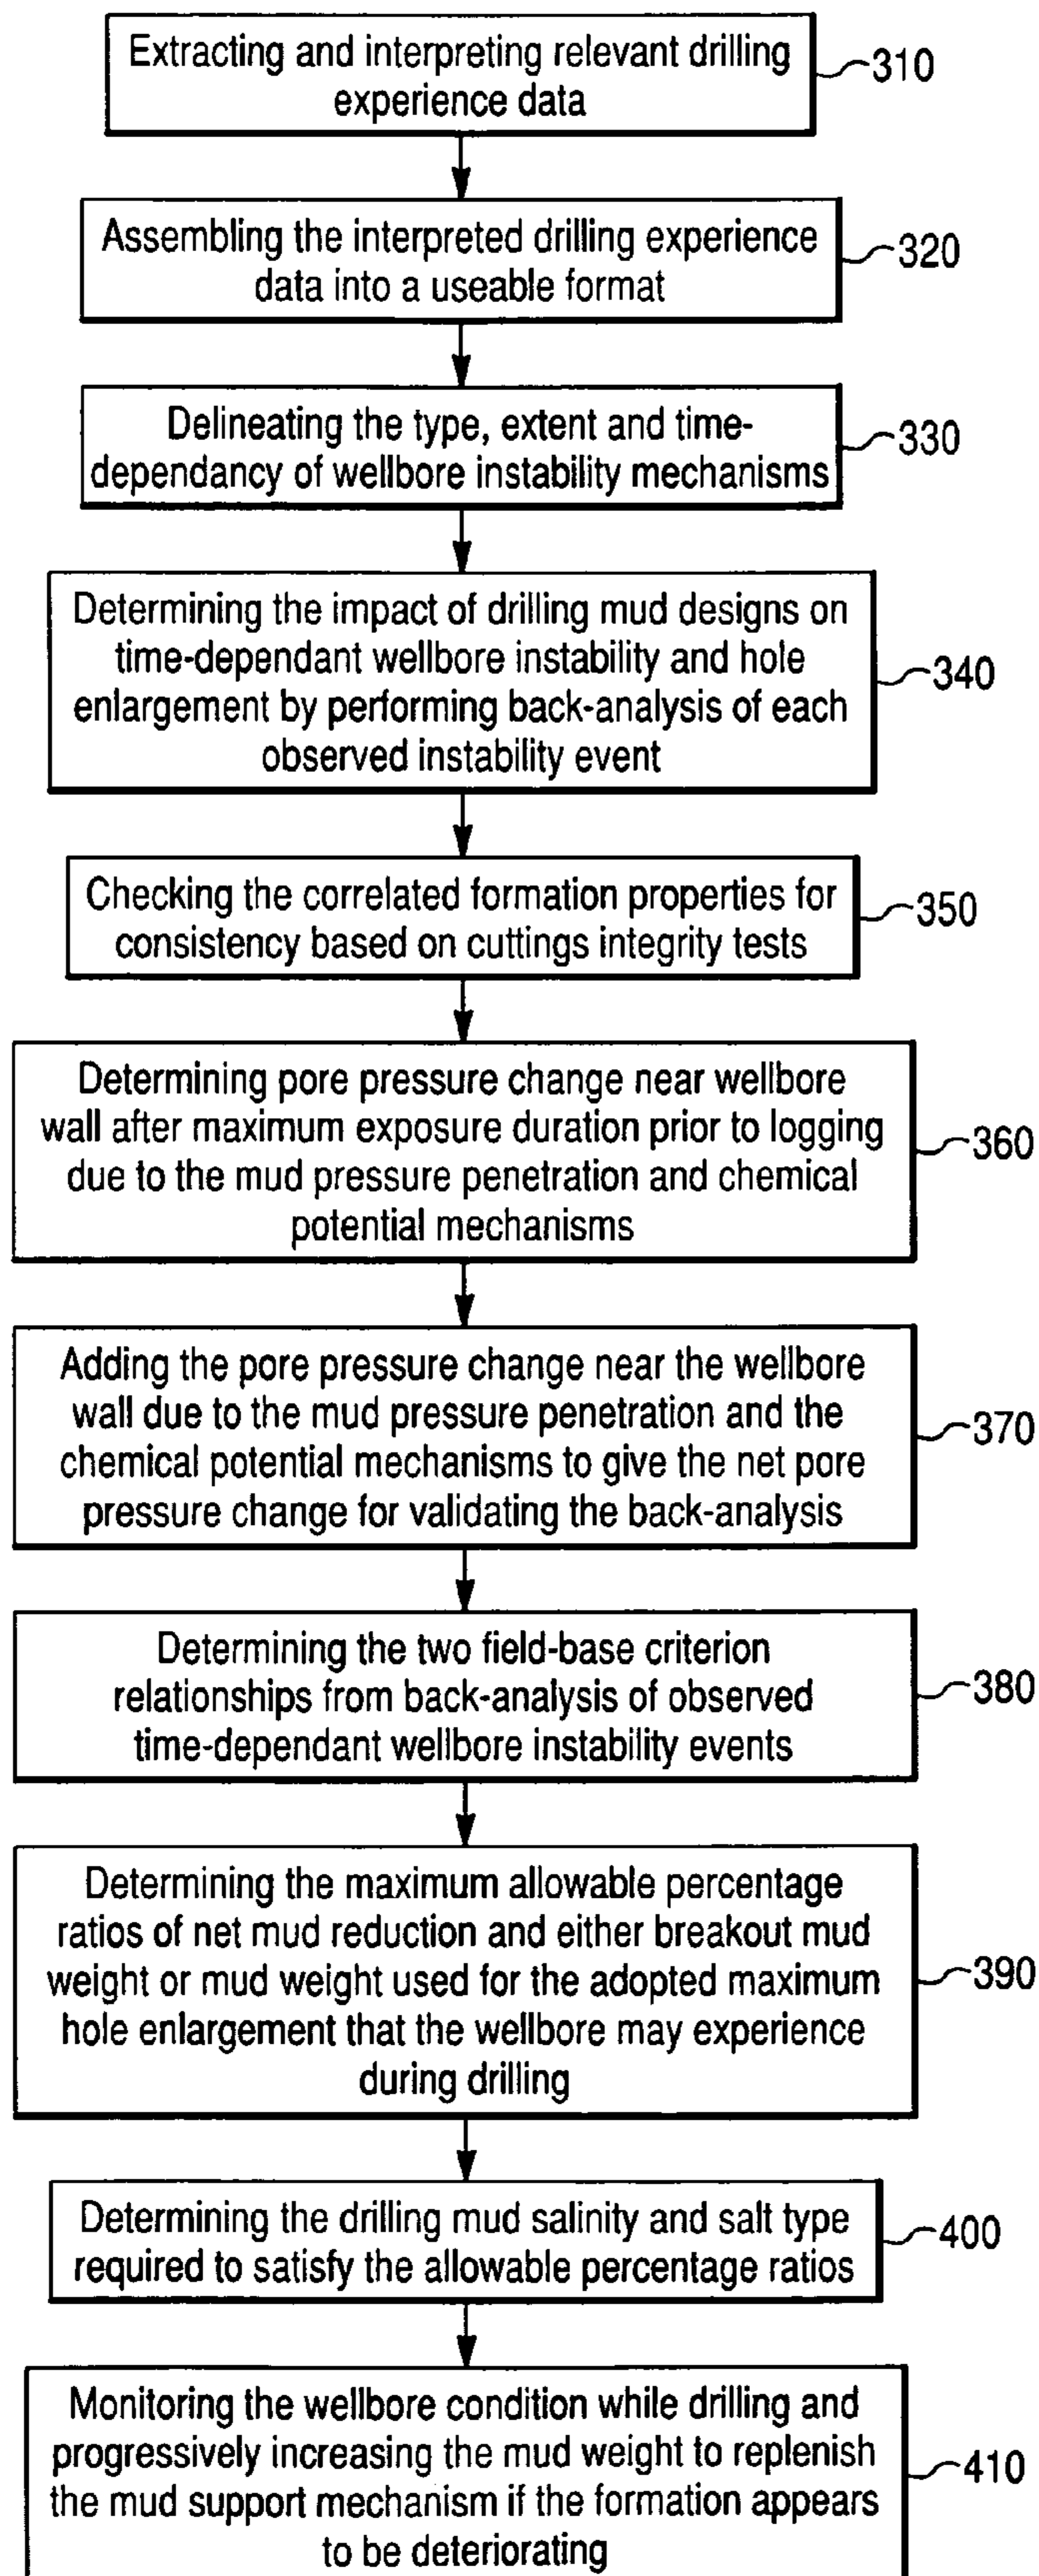 Extracting and interpreting relevant drilling
experience data
310
Assembling the interpreted drilling experience
data into a useable format
320
Delineating the type, extent and time-
dependancy of wellbore instability mechanisms
330
Determining the impact of drilling mud designs on
time-dependant wellbore instability and hole
enlargement by performing back-analysis of each
observed instability event
340
Checking the correlated formation properties for
consistency based on cuttings integrity tests
350
Determining pore pressure change near wellbore
wall after maximum exposure duration prior to logging
due to the mud pressure penetration and chemical
potential mechanisms
360
Adding the pore pressure change near the wellbore
wall due to the mud pressure penetration and the
chemical potential mechanisms to give the net pore
pressure change for validating the back-analysis
370
Determining the two field-base criterion
relationships from back-analysis of observed
time-dependant wellbore instability events
380
Determining the maximum allowable percentage
ratios of net mud reduction and either breakout mud
weight or mud weight used for the adopted maximum
hole enlargement that the wellbore may experience
during drilling
390
Determining the drilling mud salinity and salt type
required to satisfy the allowable percentage ratios
400
Monitoring the wellbore condition while drilling and
progressively increasing the mud weight to replenish
the mud support mechanism if the formation appears
to be deteriorating
410